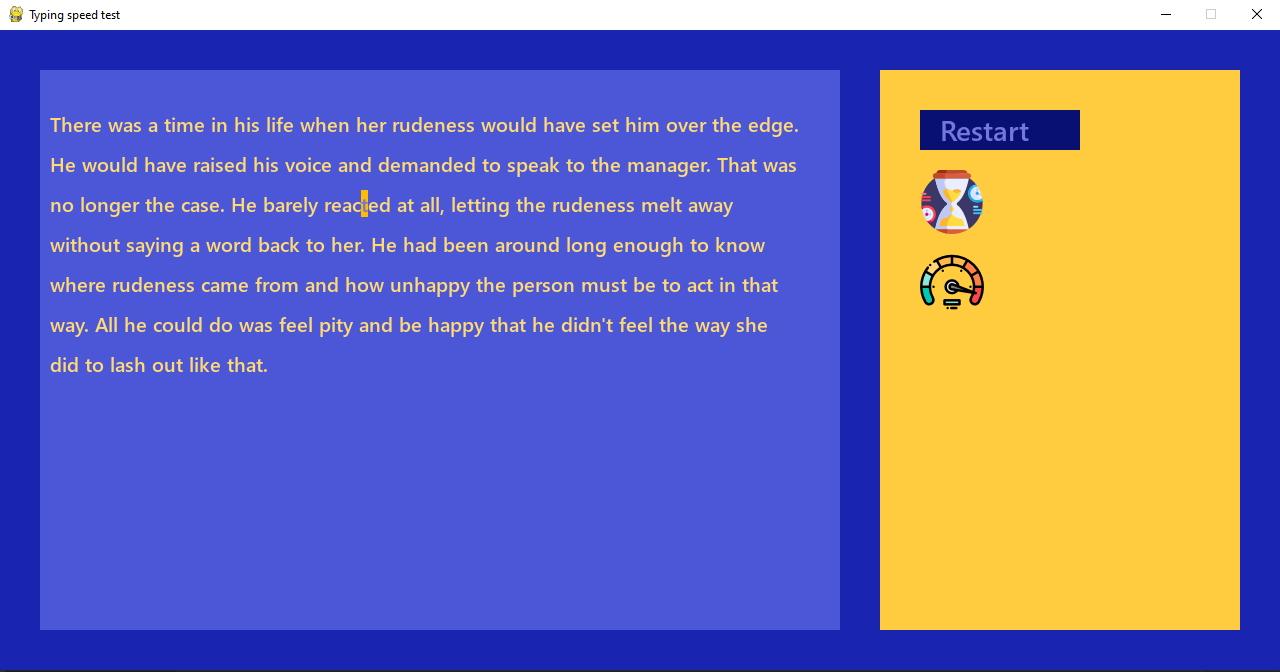 Typing speed test
There was a time in his life when her rudeness would have set him over the edge.
He would have raised his voice and demanded to speak to the manager. That was
no longer the case. He barely reacted at all, letting the rudeness melt away
without saying a word back to her. He had been around long enough to know
where rudeness came from and how unhappy the person must be to act in that
way. All he could do was feel pity and be happy that he didn't feel the way she
did to lash out like that.
Restart